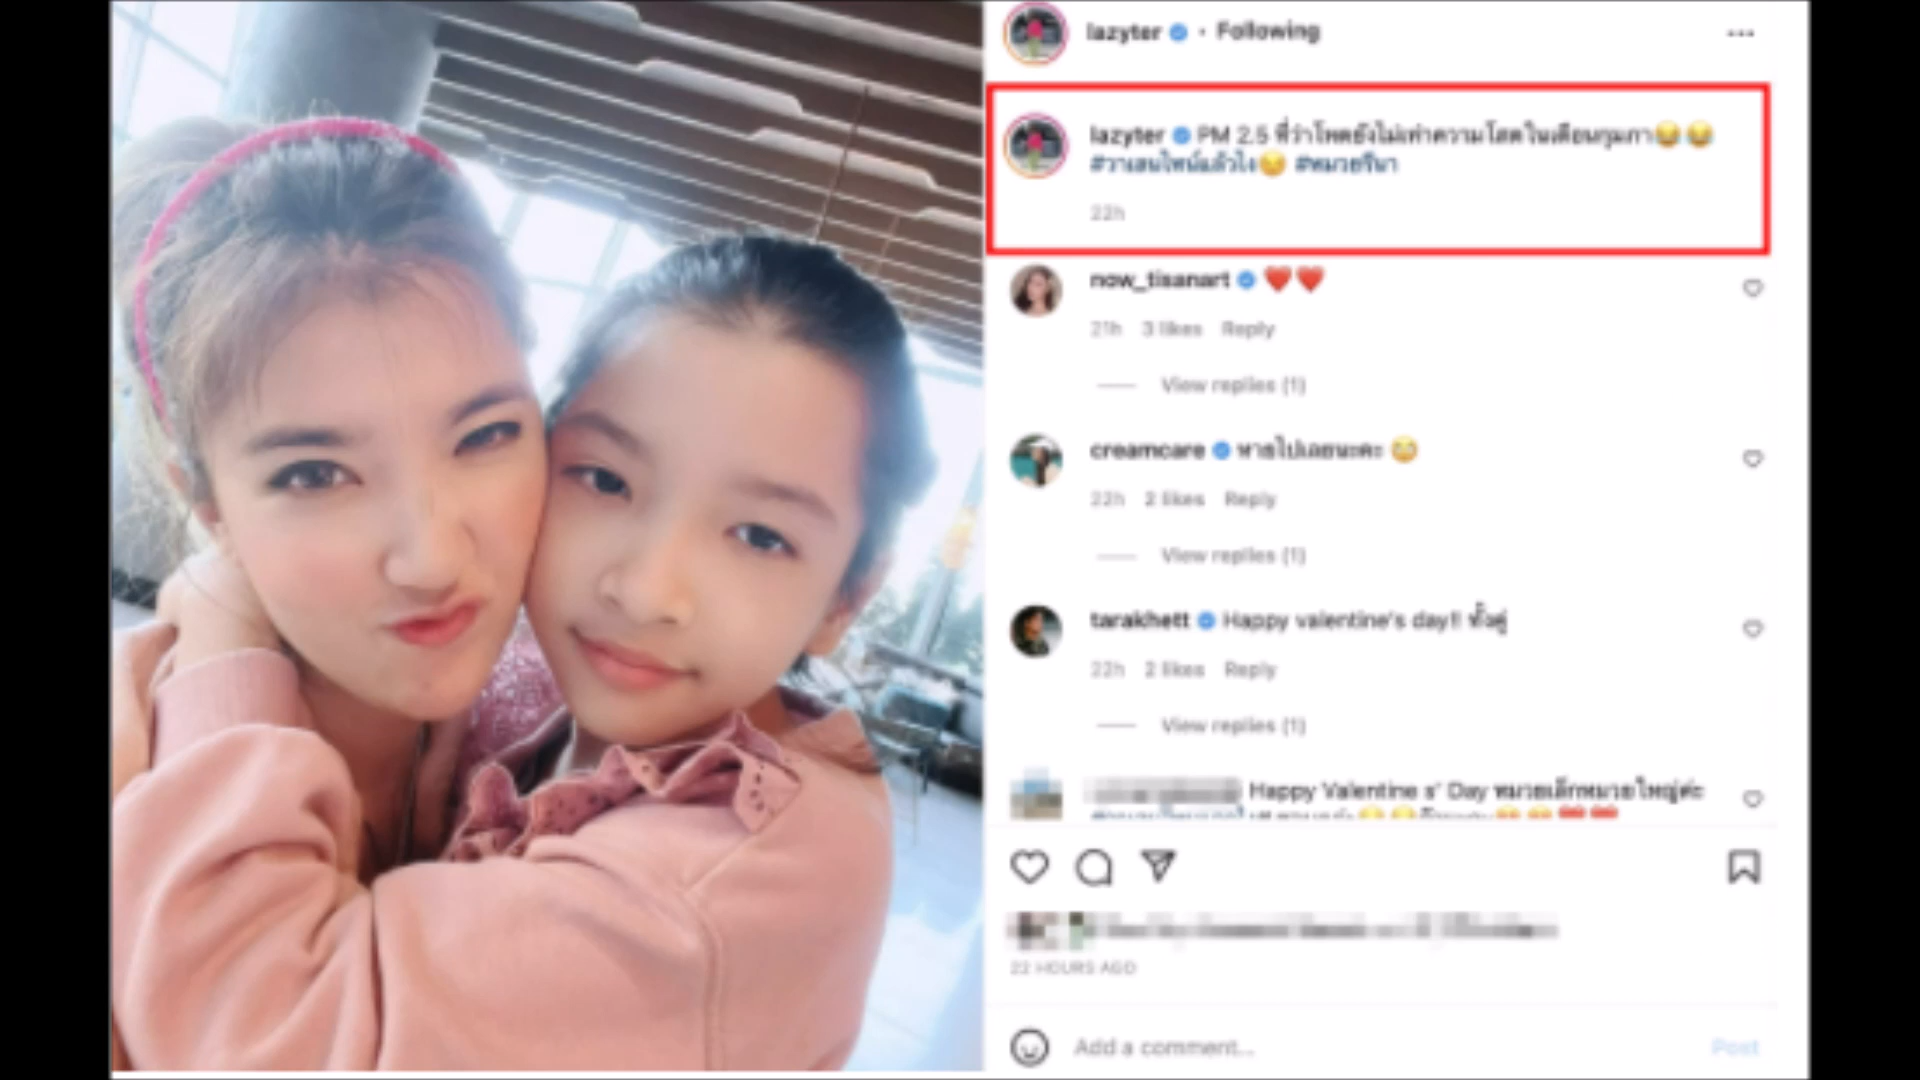 lazyter • Following
lazyter PM 2.5 ที่ว่าโหดยังไม่เท่าความโสดในเดือนกุมภา😂😂
#วาเลนไทน์แล้วไง😉 #หมวยรีนา
22h
now_tisanart ❤️❤️
21h 3 likes Reply
View replies (1)
creamcare หายไปเลยนะคะ
22h 2 likes Reply
View replies (1)
tarakhett Happy valentine's day!! ทั้งคู่
22h 2 likes Reply
View replies (1)
Happy Valentine s' Day หมวยเล็กหมวยใหญ่ค่ะ
22 HOURS AGO
Add a comment...
Post